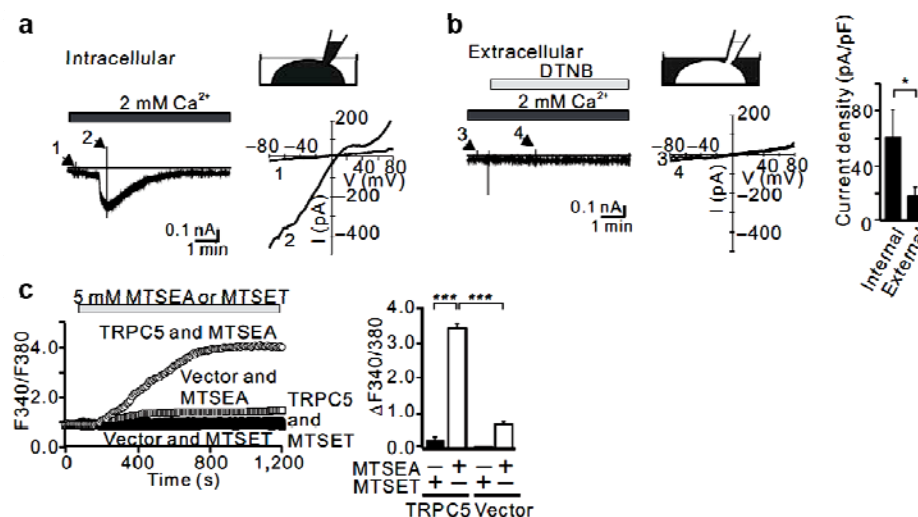 a
Intracellular
2 mM Ca²⁺
1
2
0.1 nA
1 min
200
−80 −40
40 80
V (mV)
1
2
−200
−400
I (pA)
b
Extracellular
DTNB
2 mM Ca²⁺
3
4
0.1 nA
1 min
200
−80 −40
40 80
V (mV)
3
4
−200
−400
I (pA)
Current density (pA/pF)
80
40
0
*
Internal
External
c
5 mM MTSEA or MTSET
TRPC5 and MTSEA
Vector and MTSEA
TRPC5 and MTSET
Vector and MTSET
F340/F380
4.0
2.0
0.0
0 400 800 1,200
Time (s)
*** ***
Δ F340/380
4.0
3.0
1.0
0.0
MTSEA − + − +
MTSET + − + −
TRPC5 Vector